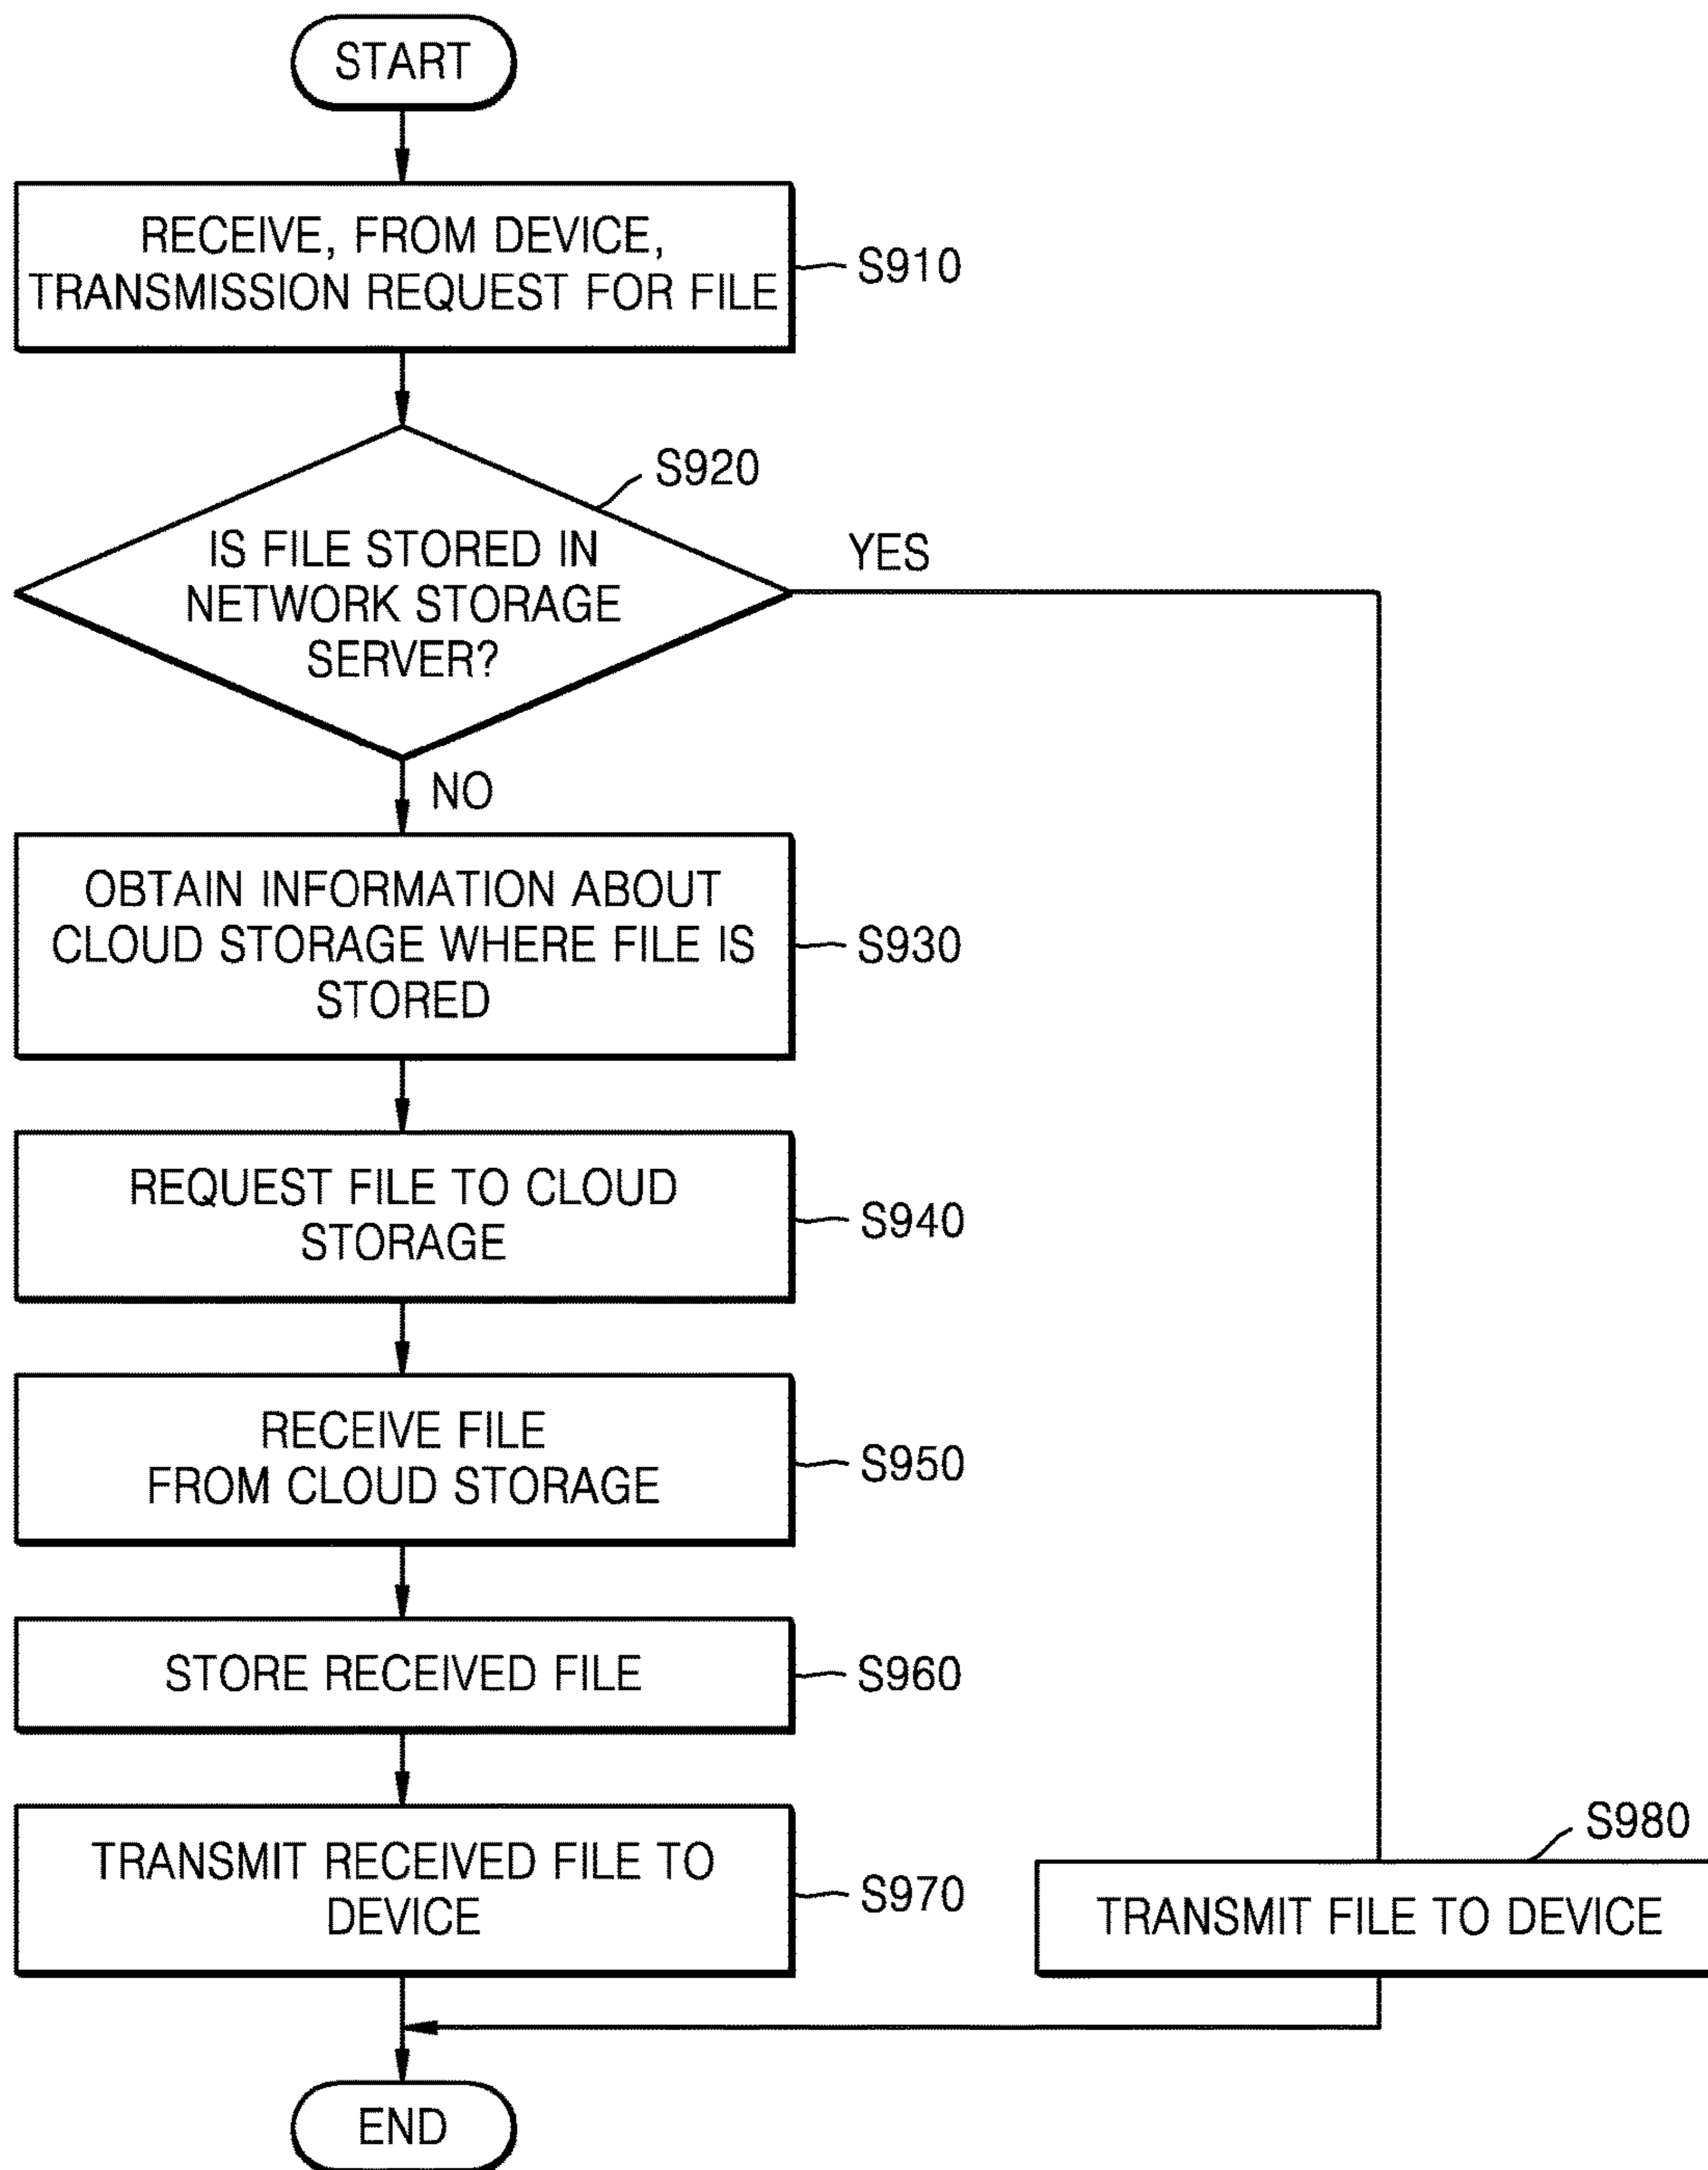 START
RECEIVE, FROM DEVICE,
TRANSMISSION REQUEST FOR FILE
S910
S920
IS FILE STORED IN
NETWORK STORAGE
SERVER?
YES
NO
OBTAIN INFORMATION ABOUT
CLOUD STORAGE WHERE FILE IS
STORED
S930
REQUEST FILE TO CLOUD
STORAGE
S940
RECEIVE FILE
FROM CLOUD STORAGE
S950
STORE RECEIVED FILE
S960
TRANSMIT RECEIVED FILE TO
DEVICE
S970
S980
TRANSMIT FILE TO DEVICE
END